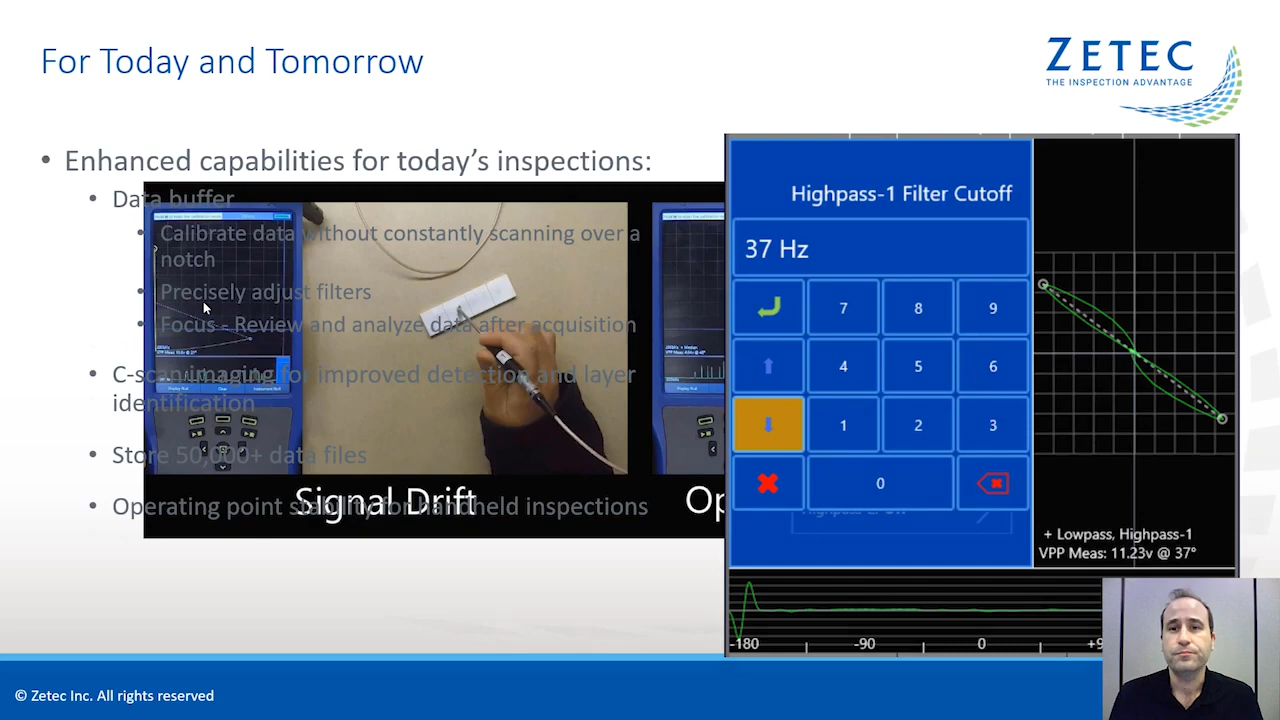 For Today and Tomorrow
ZETEC
THE INSPECTION ADVANTAGE
• Enhanced capabilities for today's inspections:
• Data buffer
• Calibrate data without constantly scanning over a
notch
• Precisely adjust filters
• Focus - Review and analyze data after acquisition
• C-scan imaging for improved detection and layer
identification
• Store 50,000+ data files
• Operating point stability for handheld inspections
Signal Drift
Op
Highpass-1 Filter Cutoff
37 Hz
7 8 9
4 5 6
1 2 3
0
+ Lowpass, Highpass-1
VPP Meas: 11.23v @ 37°
-180 -90 0 +9
© Zetec Inc. All rights reserved